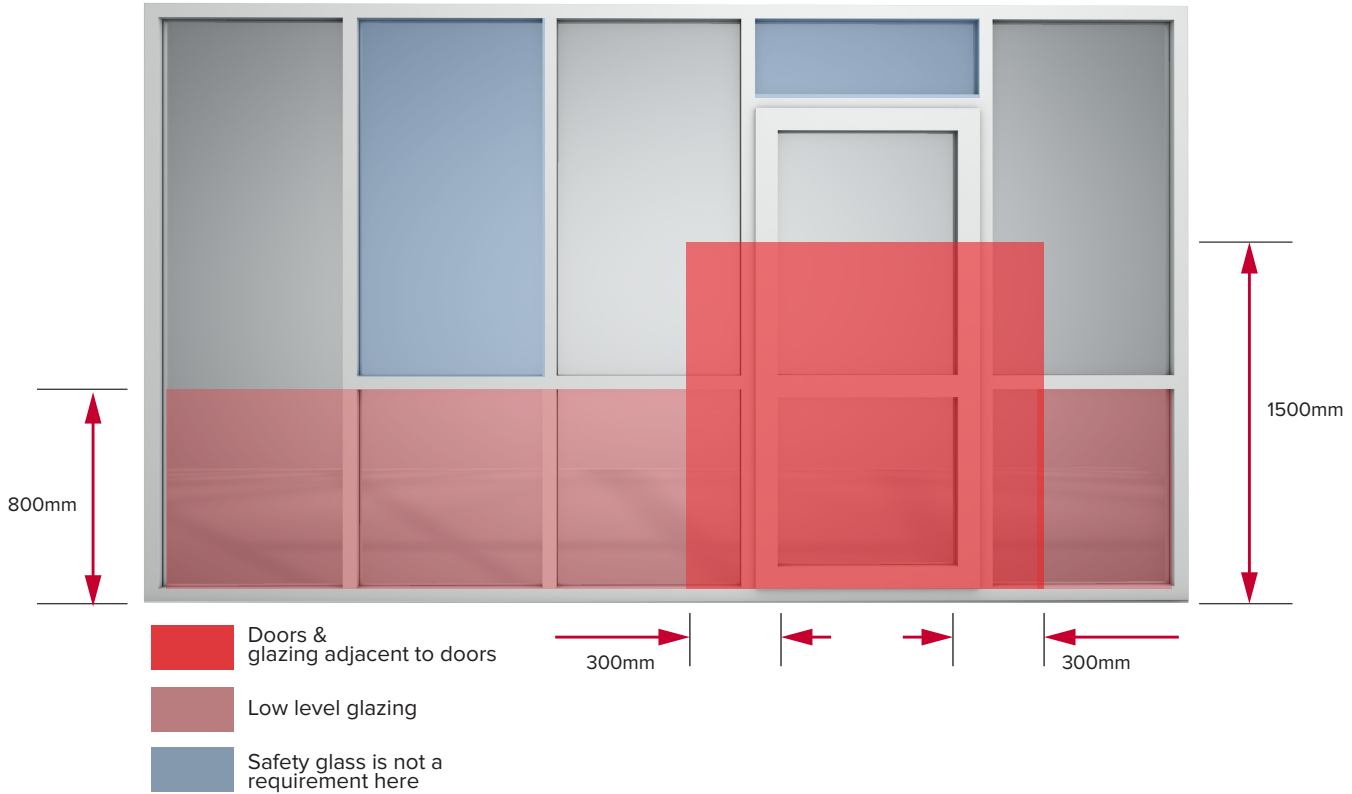 1500mm
800mm
Doors &
glazing adjacent to doors
300mm
300mm
Low level glazing
Safety glass is not a
requirement here